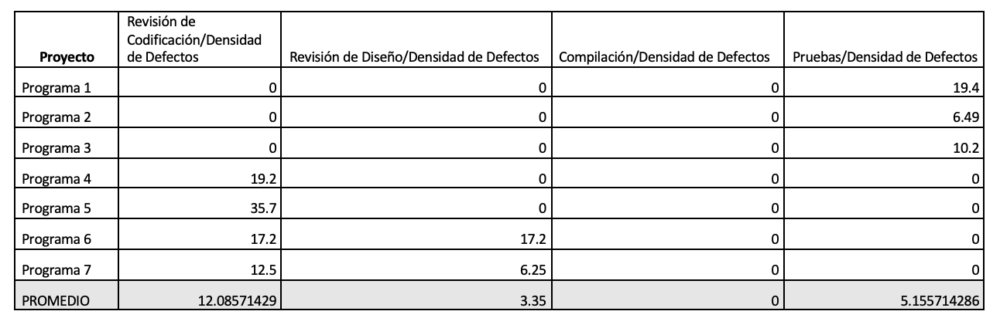 Proyecto Revisión de Codificación/Densidad de Defectos Revisión de Diseño/Densidad de Defectos Compilación/Densidad de Defectos Pruebas/Densidad de Defectos
Programa 1 0 0 0 19.4
Programa 2 0 0 0 6.49
Programa 3 0 0 0 10.2
Programa 4 19.2 0 0 0
Programa 5 35.7 0 0 0
Programa 6 17.2 17.2 0 0
Programa 7 12.5 6.25 0 0
PROMEDIO 12.08571429 3.35 0 5.155714286